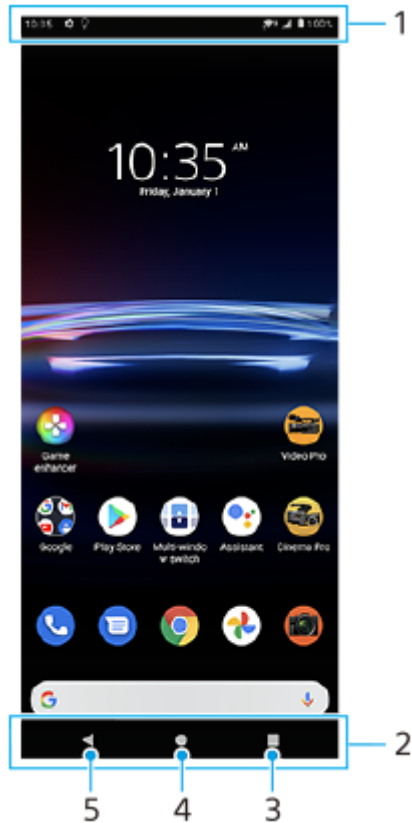 10:35 100%
1
10:35 AM
Friday, January 1
Game
enhancer
Video Pro
Google Play Store Multi-windo
w switch
Assistant Cinema Pro
G
2
5 4 3